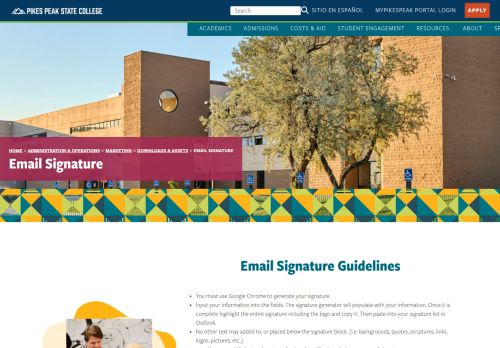 PIKES PEAK STATE COLLEGE
Search
SITIO EN ESPAÑOL
MYPIKESPEAK PORTAL LOGIN
APPLY
ACADEMICS
ADMISSIONS
COSTS & AID
STUDENT ENGAGEMENT
RESOURCES
ABOUT
HOME > ADMINISTRATION & OPERATIONS > MARKETING > DOWNLOADS & ASSETS > EMAIL SIGNATURE
Email Signature
Email Signature Guidelines
You must use Google Chrome to generate your signature.
Input your information into the fields. The signature generator will populate with your information. Once it is
complete highlight the entire signature including the logo and copy it. Then paste into your signature list in
Outlook.
No other text may added to, or placed below the signature block. (i.e. backgrounds, quotes, scriptures, links,
logos, pictures, etc.)